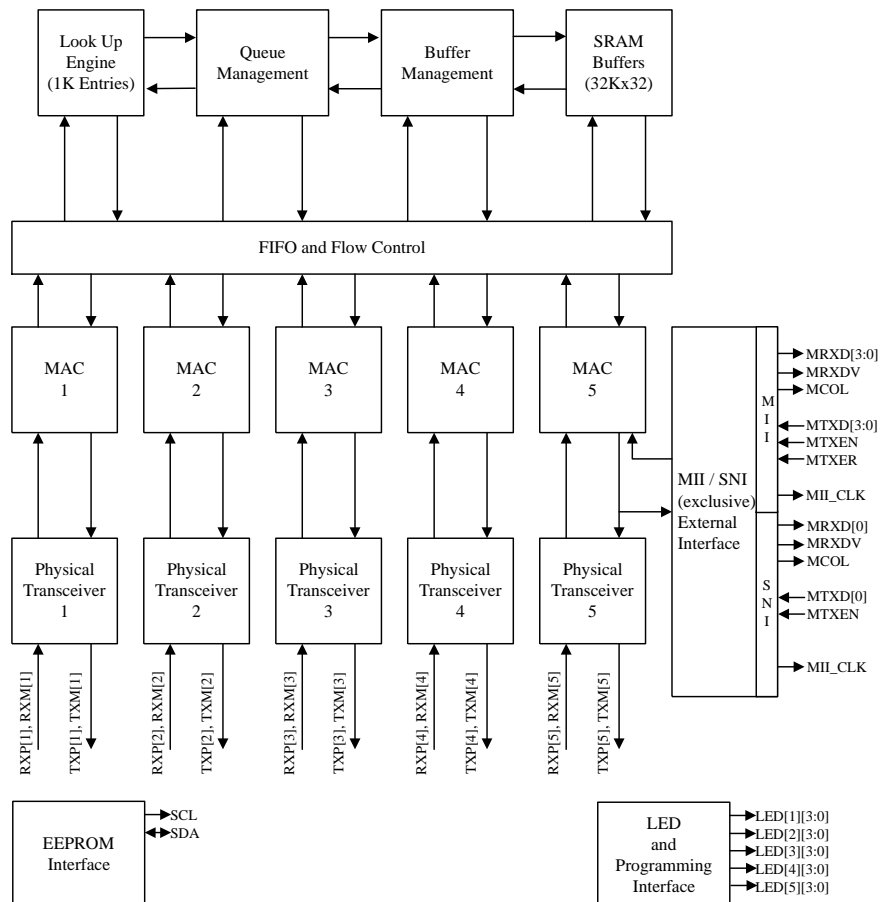 Look Up
Engine
(1K Entries)
Queue
Management
Buffer
Management
SRAM
Buffers
(32Kx32)
FIFO and Flow Control
MAC
1
MAC
2
MAC
3
MAC
4
MAC
5
MII / SNI
(exclusive)
External
Interface
M
I
I
MRXD[3:0]
MRXDV
MCOL
MTXD[3:0]
MTXEN
MTXER
MII_CLK
S
N
I
MRXD[0]
MRXDV
MCOL
MTXD[0]
MTXEN
MII_CLK
Physical
Transceiver
1
Physical
Transceiver
2
Physical
Transceiver
3
Physical
Transceiver
4
Physical
Transceiver
5
RXP[1], RXM[1]
TXP[1], TXM[1]
RXP[2], RXM[2]
TXP[2], TXM[2]
RXP[3], RXM[3]
TXP[3], TXM[3]
RXP[4], RXM[4]
TXP[4], TXM[4]
RXP[5], RXM[5]
TXP[5], TXM[5]
EEPROM
Interface
SCL
SDA
LED
and
Programming
Interface
LED[1][3:0]
LED[2][3:0]
LED[3][3:0]
LED[4][3:0]
LED[5][3:0]